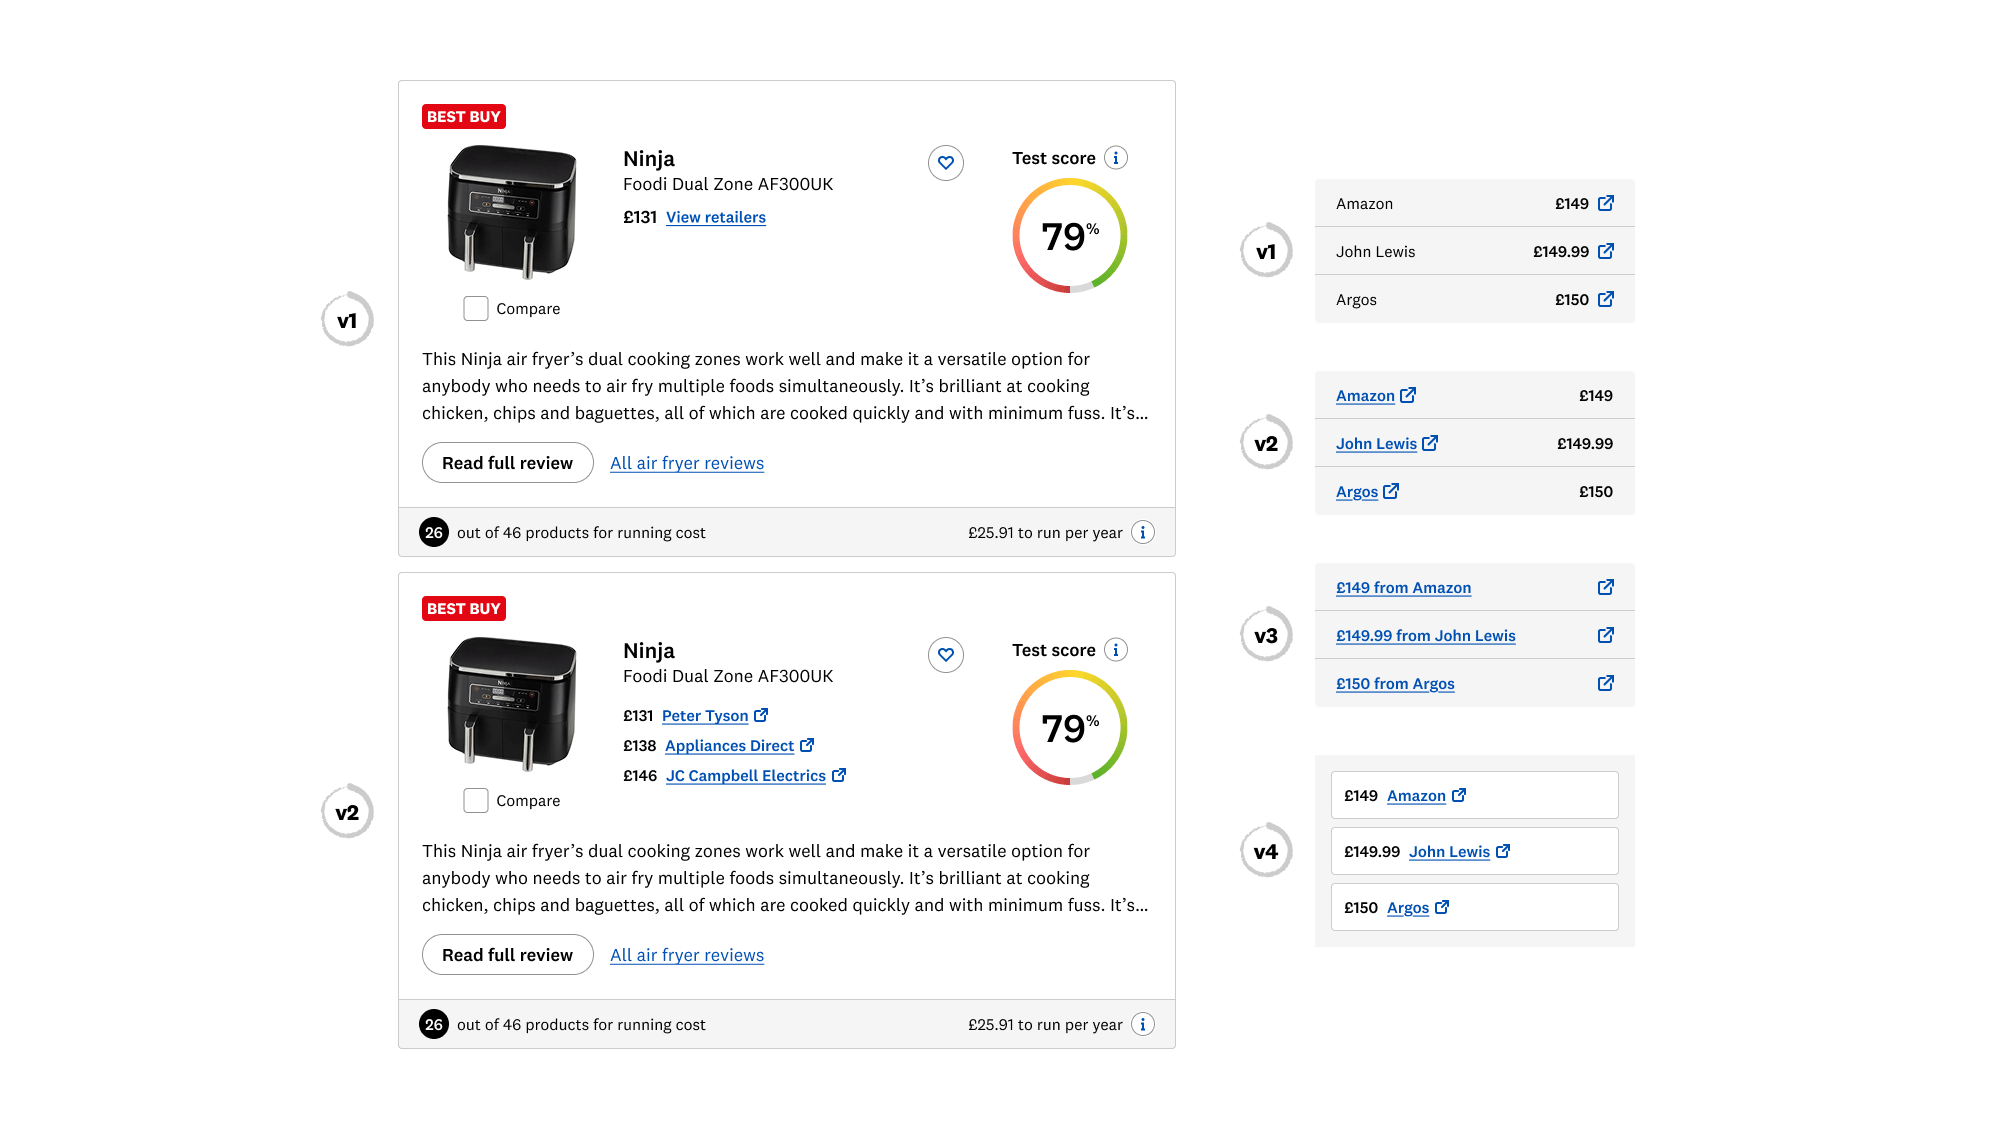 v1
BEST BUY
Ninja
Foodi Dual Zone AF300UK
£131 View retailers
Test score
79%
Compare
This Ninja air fryer’s dual cooking zones work well and make it a versatile option for
anybody who needs to air fry multiple foods simultaneously. It’s brilliant at cooking
chicken, chips and baguettes, all of which are cooked quickly and with minimum fuss. It’s...
Read full review All air fryer reviews
26 out of 46 products for running cost £25.91 to run per year
v2
BEST BUY
Ninja
Foodi Dual Zone AF300UK
£131 Peter Tyson
£138 Appliances Direct
£146 JC Campbell Electrics
Test score
79%
Compare
This Ninja air fryer’s dual cooking zones work well and make it a versatile option for
anybody who needs to air fry multiple foods simultaneously. It’s brilliant at cooking
chicken, chips and baguettes, all of which are cooked quickly and with minimum fuss. It’s...
Read full review All air fryer reviews
26 out of 46 products for running cost £25.91 to run per year
v1
Amazon £149
John Lewis £149.99
Argos £150
v2
Amazon £149
John Lewis £149.99
Argos £150
v3
£149 from Amazon
£149.99 from John Lewis
£150 from Argos
v4
£149 Amazon
£149.99 John Lewis
£150 Argos